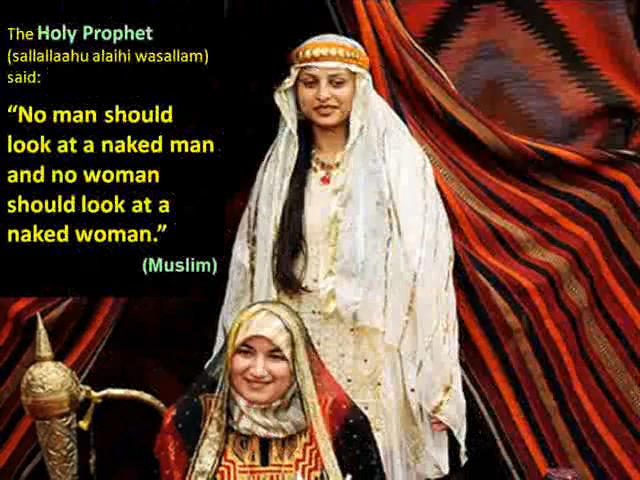 The Holy Prophet
(sallallaahu alaihi wasallam)
said:
“No man should
look at a naked man
and no woman
should look at a
naked woman.”
(Muslim)